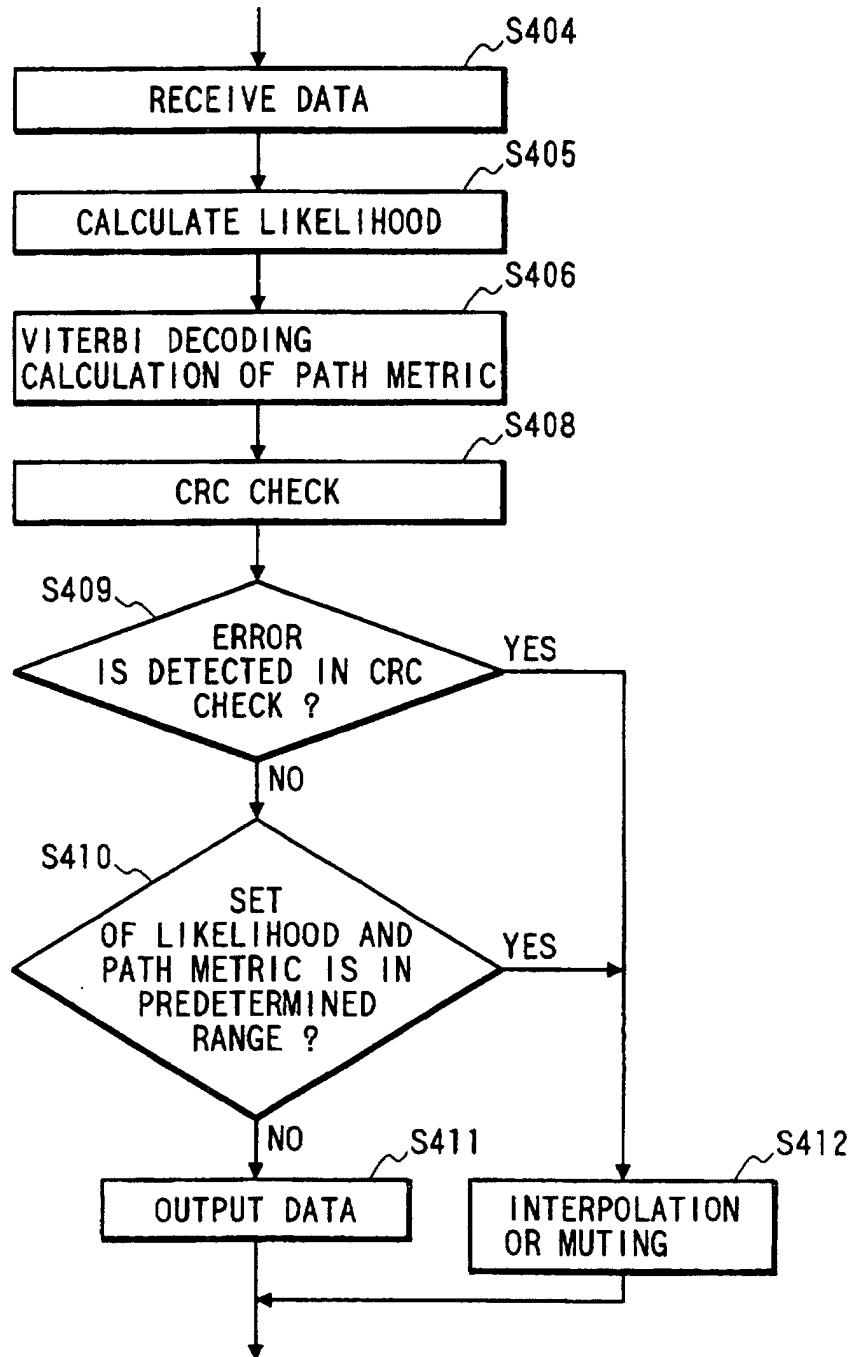 S404
RECEIVE DATA
S405
CALCULATE LIKELIHOOD
S406
VITERBI DECODING
CALCULATION OF PATH METRIC
S408
CRC CHECK
S409
ERROR
IS DETECTED IN CRC
CHECK ?
YES
NO
S410
SET
OF LIKELIHOOD AND
PATH METRIC IS IN
PREDETERMINED
RANGE ?
YES
NO
S411
OUTPUT DATA
S412
INTERPOLATION
OR MUTING